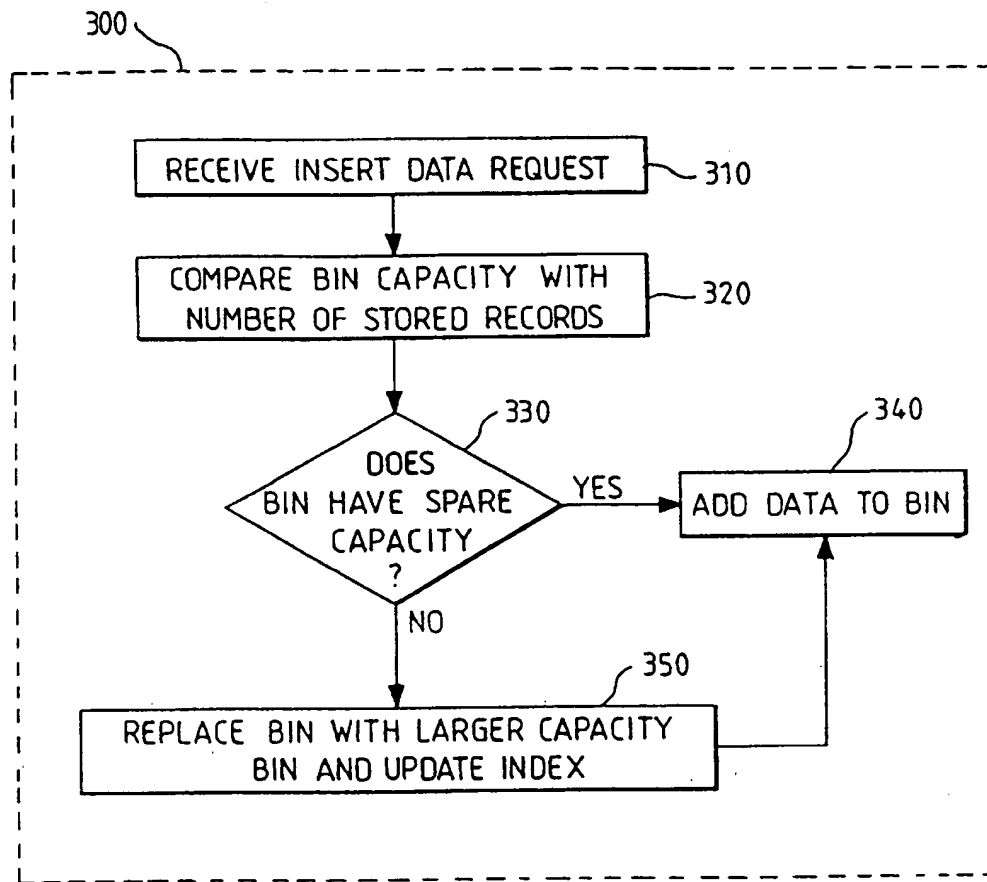 300
RECEIVE INSERT DATA REQUEST
310
COMPARE BIN CAPACITY WITH
NUMBER OF STORED RECORDS
320
330
DOES
BIN HAVE SPARE
CAPACITY
?
YES
340
ADD DATA TO BIN
NO
350
REPLACE BIN WITH LARGER CAPACITY
BIN AND UPDATE INDEX